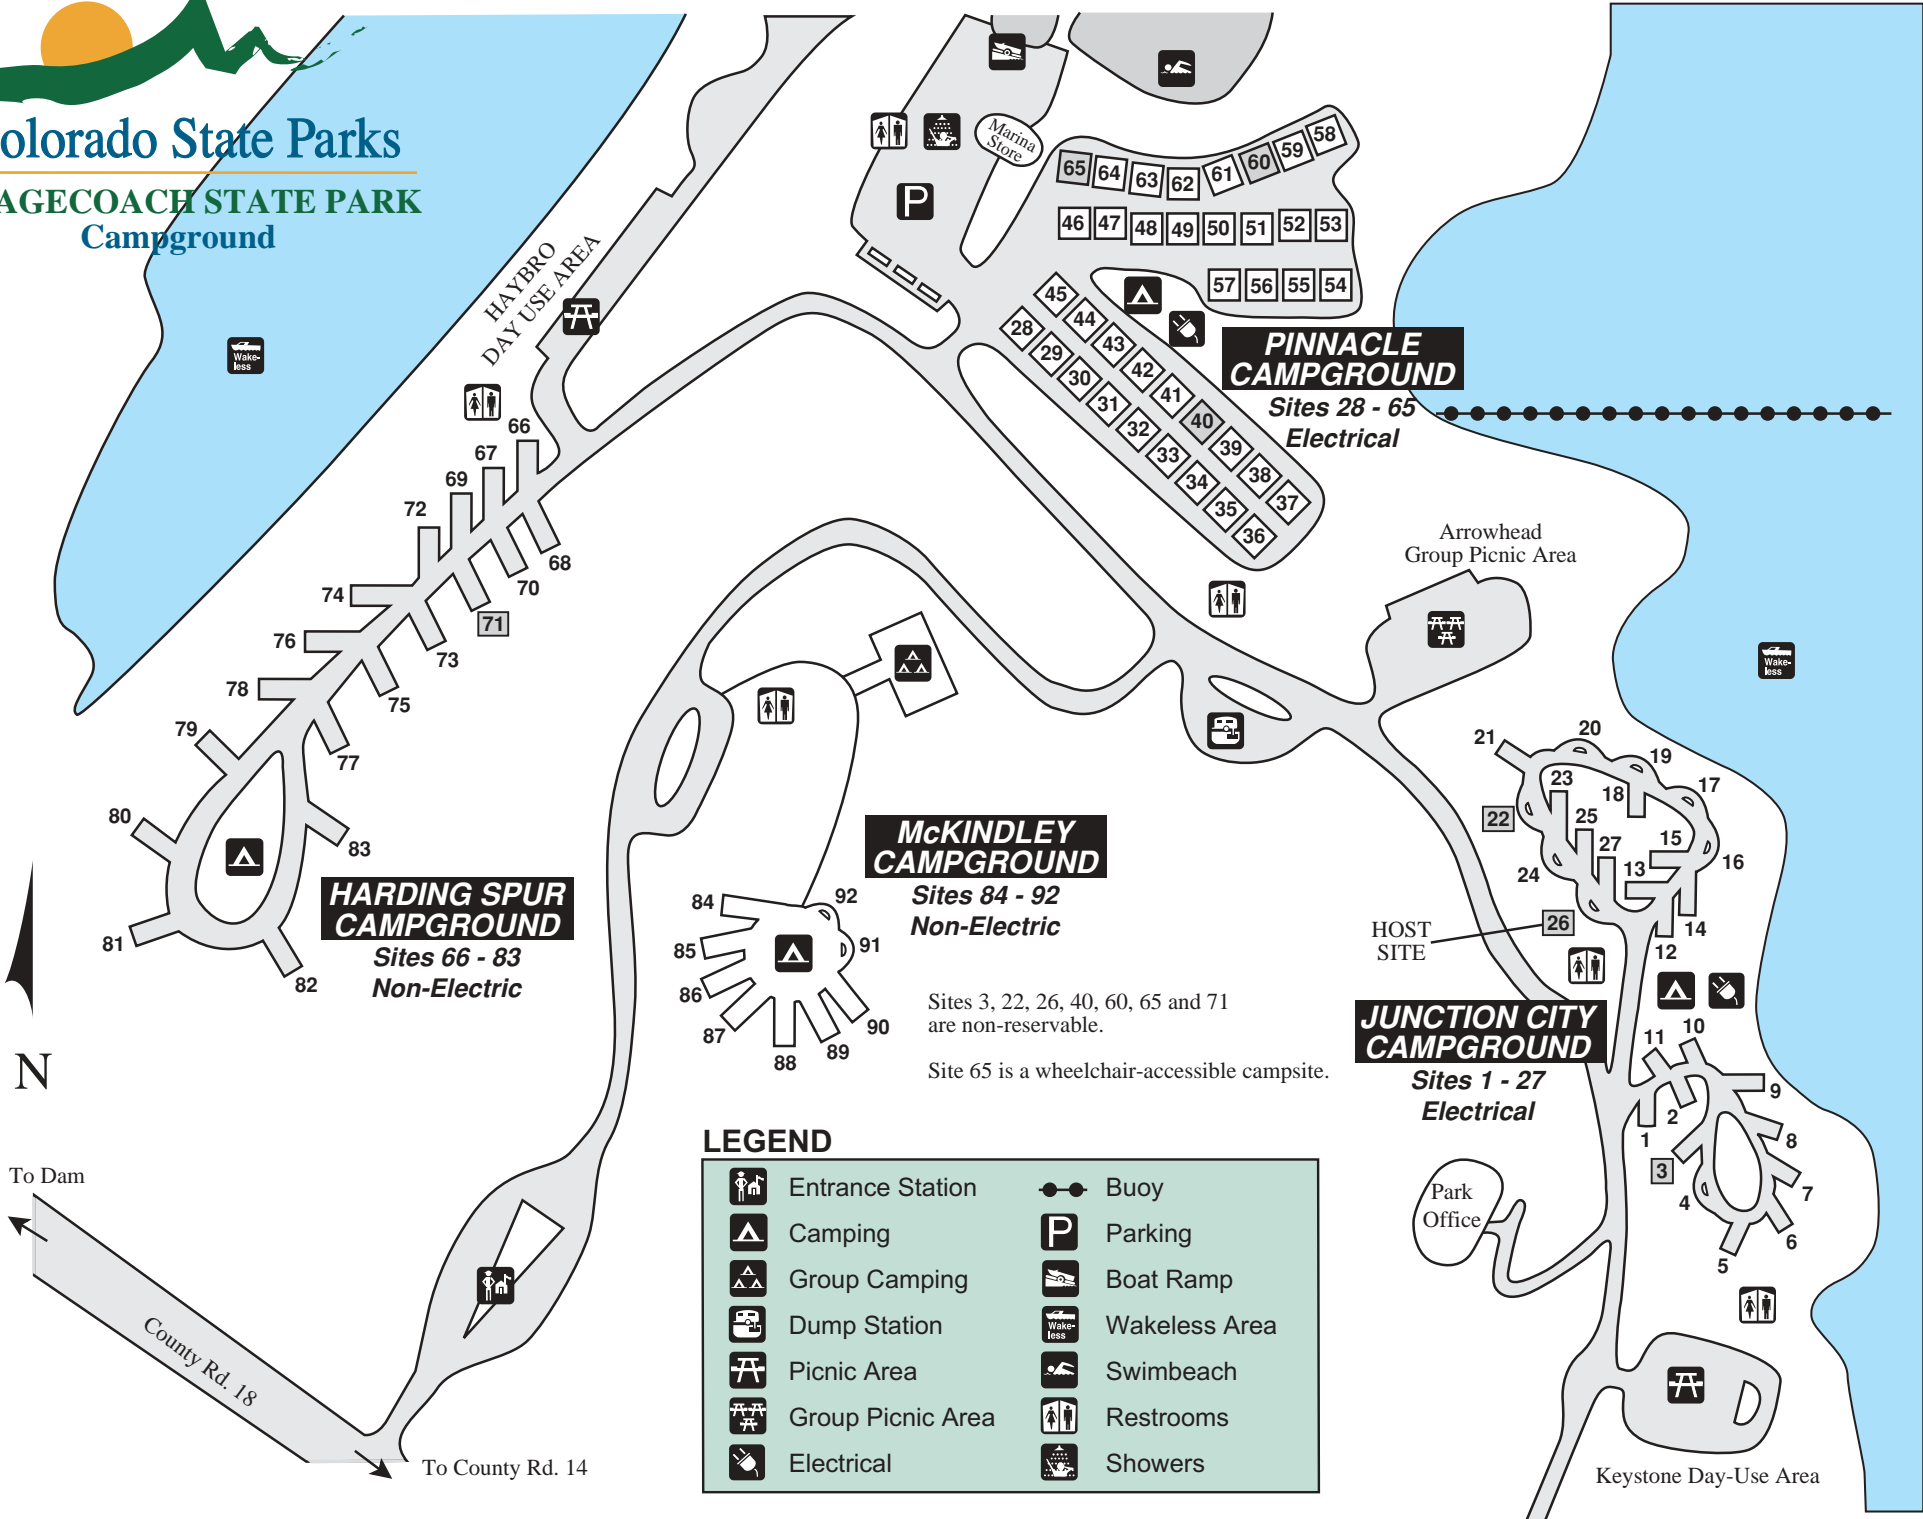 olorado State Parks
AGECOACH STATE PARK
Campground
HAYBRO
DAY USE AREA
Wake-
less
Marina
Store
P
65 64 63 62 61 60 59 58
46 47 48 49 50 51 52 53
57 56 55 54
45 44 43 42 41 40 39 38 37
28 29 30 31 32 33 34 35 36
PINNACLE
CAMPGROUND
Sites 28 - 65
Electrical
66
67
69
72
68
70
71
74
73
76
75
78
77
79
80
83
81
82
HARDING SPUR
CAMPGROUND
Sites 66 - 83
Non-Electric
Arrowhead
Group Picnic Area
Wake-
less
McKINDLEY
CAMPGROUND
Sites 84 - 92
Non-Electric
84
92
85
91
86
87
90
88
89
Sites 3, 22, 26, 40, 60, 65 and 71
are non-reservable.
Site 65 is a wheelchair-accessible campsite.
21
20
19
23
17
18
22
25
15
27
16
24
13
26
14
12
HOST
SITE
JUNCTION CITY
CAMPGROUND
Sites 1 - 27
Electrical
11
10
9
2
1
8
3
7
4
6
5
Park
Office
Keystone Day-Use Area
N
To Dam
County Rd. 18
To County Rd. 14
LEGEND
Entrance Station
Camping
Group Camping
Dump Station
Picnic Area
Group Picnic Area
Electrical
Buoy
P Parking
Boat Ramp
Wake-
less
Wakeless Area
Swimbeach
Restrooms
Showers